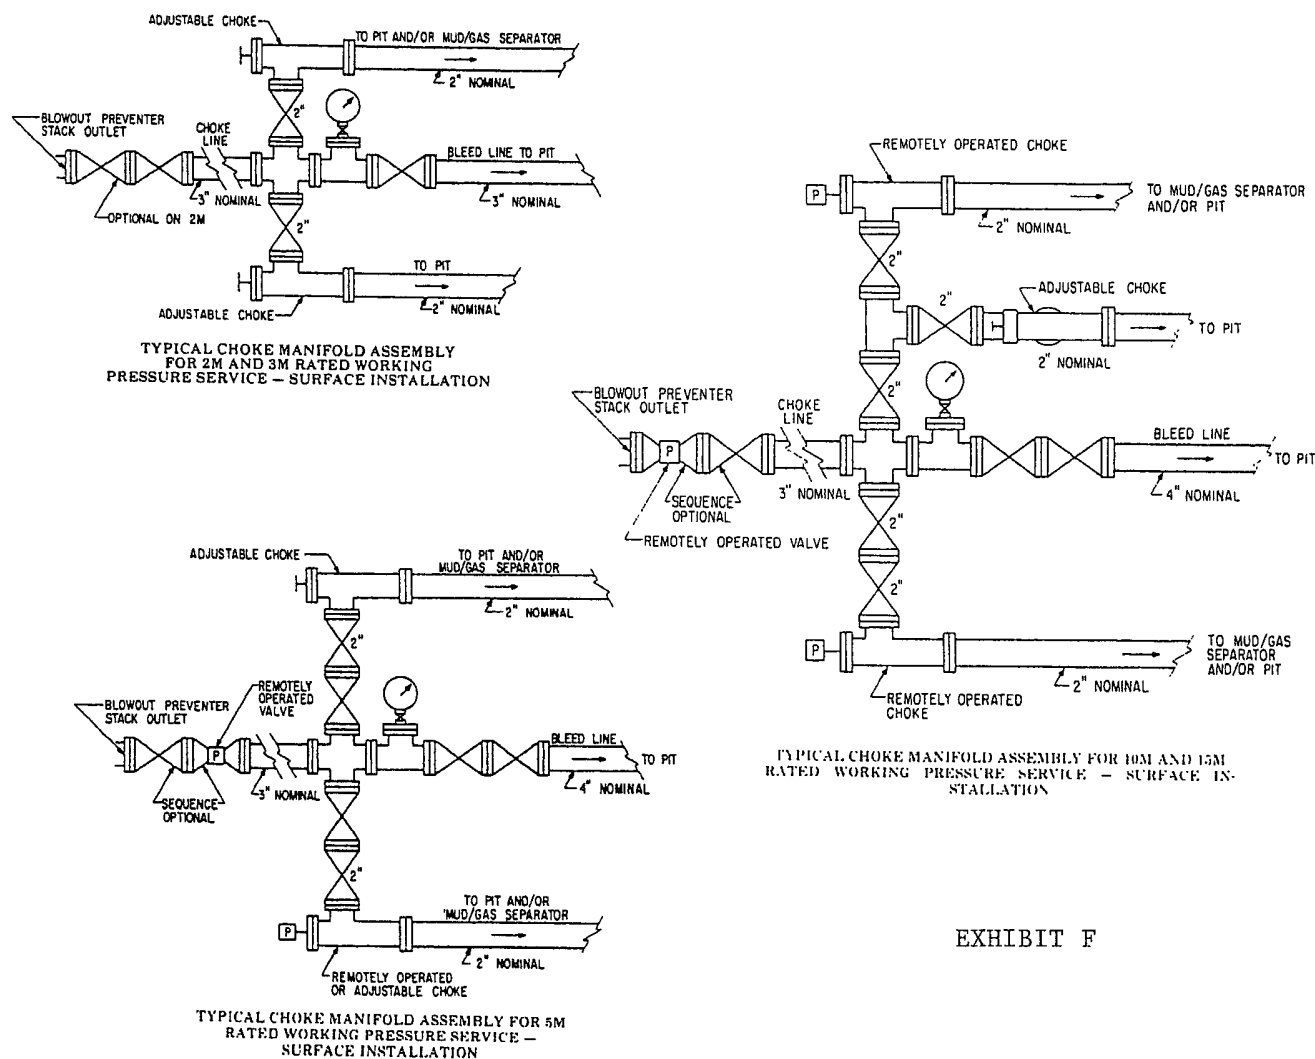 ADJUSTABLE CHOKE
TO PIT AND/OR MUD/GAS SEPARATOR
2" NOMINAL
2"
BLOWOUT PREVENTER
STACK OUTLET
CHOKE
LINE
BLEED LINE TO PIT
OPTIONAL ON 2M
3" NOMINAL
3" NOMINAL
2"
TO PIT
ADJUSTABLE CHOKE
2" NOMINAL
TYPICAL CHOKE MANIFOLD ASSEMBLY
FOR 2M AND 3M RATED WORKING
PRESSURE SERVICE — SURFACE INSTALLATION
REMOTELY OPERATED CHOKE
P
TO MUD/GAS SEPARATOR
AND/OR PIT
2" NOMINAL
2"
2"
ADJUSTABLE CHOKE
TO PIT
2" NOMINAL
2"
BLOWOUT PREVENTER
STACK OUTLET
CHOKE
LINE
BLEED LINE
P
TO PIT
SEQUENCE
OPTIONAL
3" NOMINAL
4" NOMINAL
REMOTELY OPERATED VALVE
2"
2"
P
TO MUD/GAS
SEPARATOR
AND/OR PIT
2" NOMINAL
REMOTELY OPERATED
CHOKE
TYPICAL CHOKE MANIFOLD ASSEMBLY FOR 10M AND 15M
RATED WORKING PRESSURE SERVICE — SURFACE IN-
STALLATION
ADJUSTABLE CHOKE
TO PIT AND/OR
MUD/GAS SEPARATOR
2" NOMINAL
2"
BLOWOUT PREVENTER
STACK OUTLET
REMOTELY
OPERATED
VALVE
P
BLEED LINE
TO PIT
SEQUENCE
OPTIONAL
3" NOMINAL
4" NOMINAL
2"
TO PIT AND/OR
MUD/GAS SEPARATOR
P
2" NOMINAL
REMOTELY OPERATED
OR ADJUSTABLE CHOKE
TYPICAL CHOKE MANIFOLD ASSEMBLY FOR 5M
RATED WORKING PRESSURE SERVICE —
SURFACE INSTALLATION
EXHIBIT F